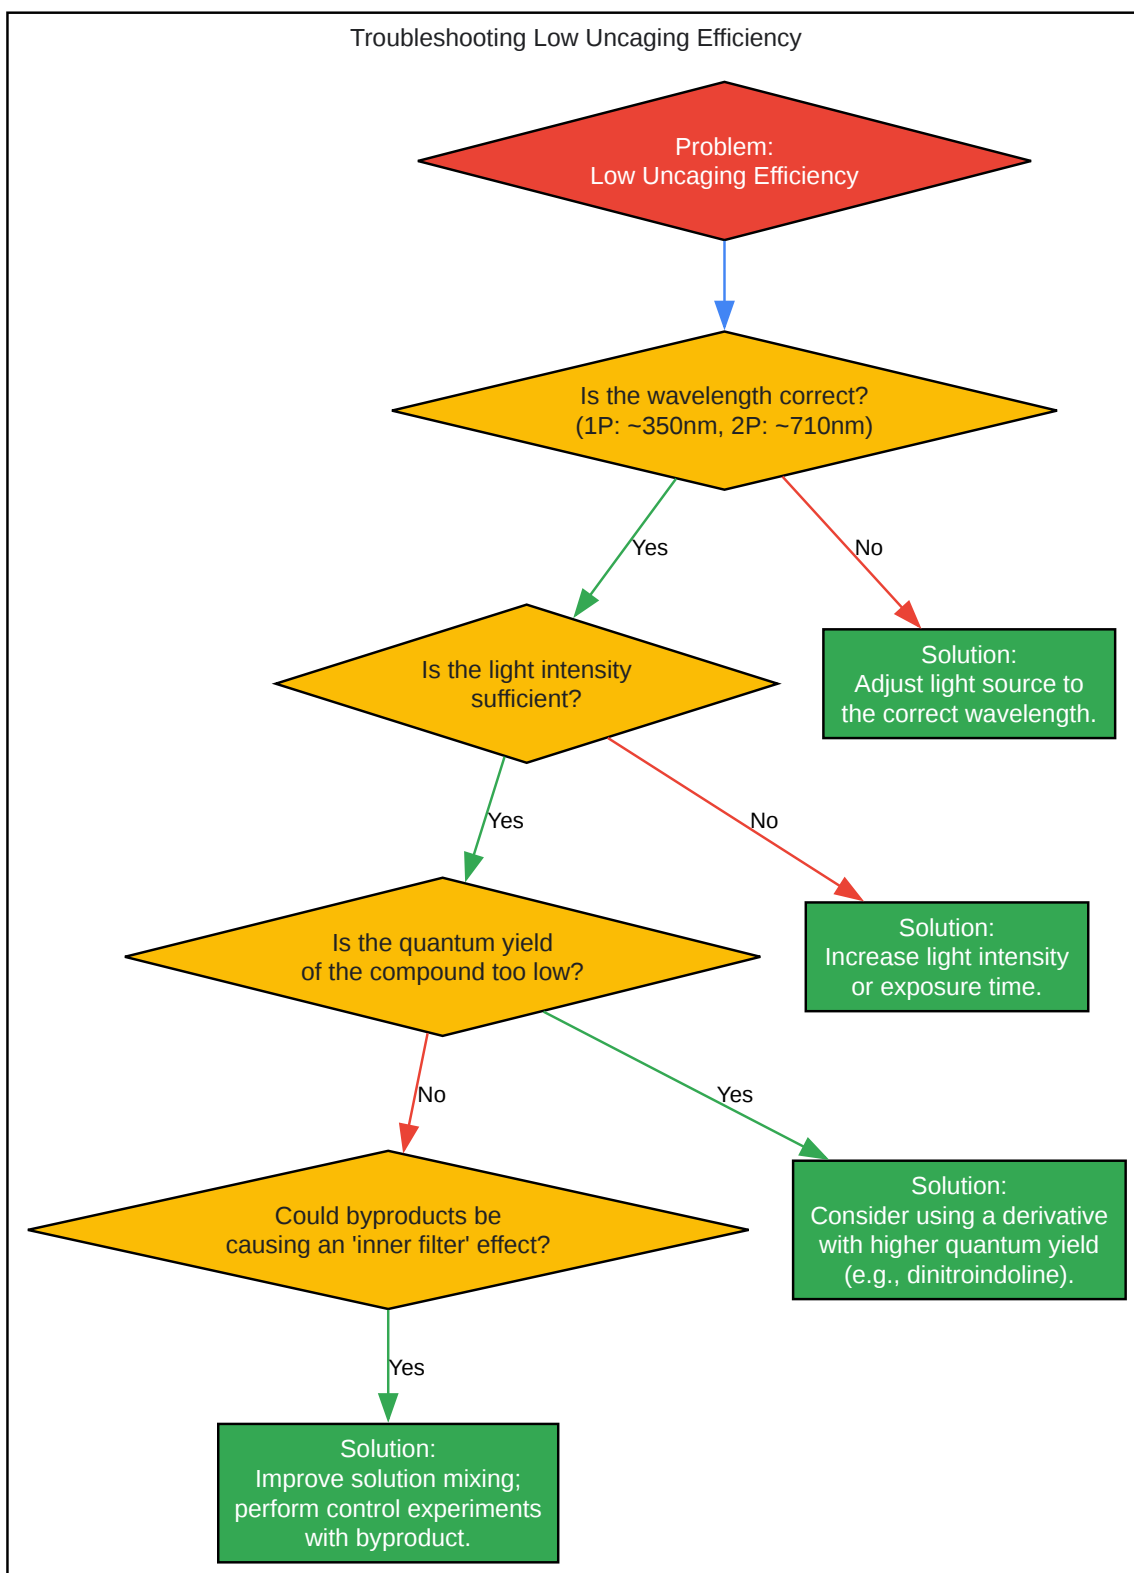 Troubleshooting Low Uncaging Efficiency
Problem:
Low Uncaging Efficiency
Is the wavelength correct?
(1P: ~350nm, 2P: ~710nm)
Yes
No
Is the light intensity
sufficient?
Solution:
Adjust light source to
the correct wavelength.
Yes
No
Is the quantum yield
of the compound too low?
Solution:
Increase light intensity
or exposure time.
No
Yes
Could byproducts be
causing an 'inner filter' effect?
Solution:
Consider using a derivative
with higher quantum yield
(e.g., dinitroindoline).
Yes
Solution:
Improve solution mixing;
perform control experiments
with byproduct.